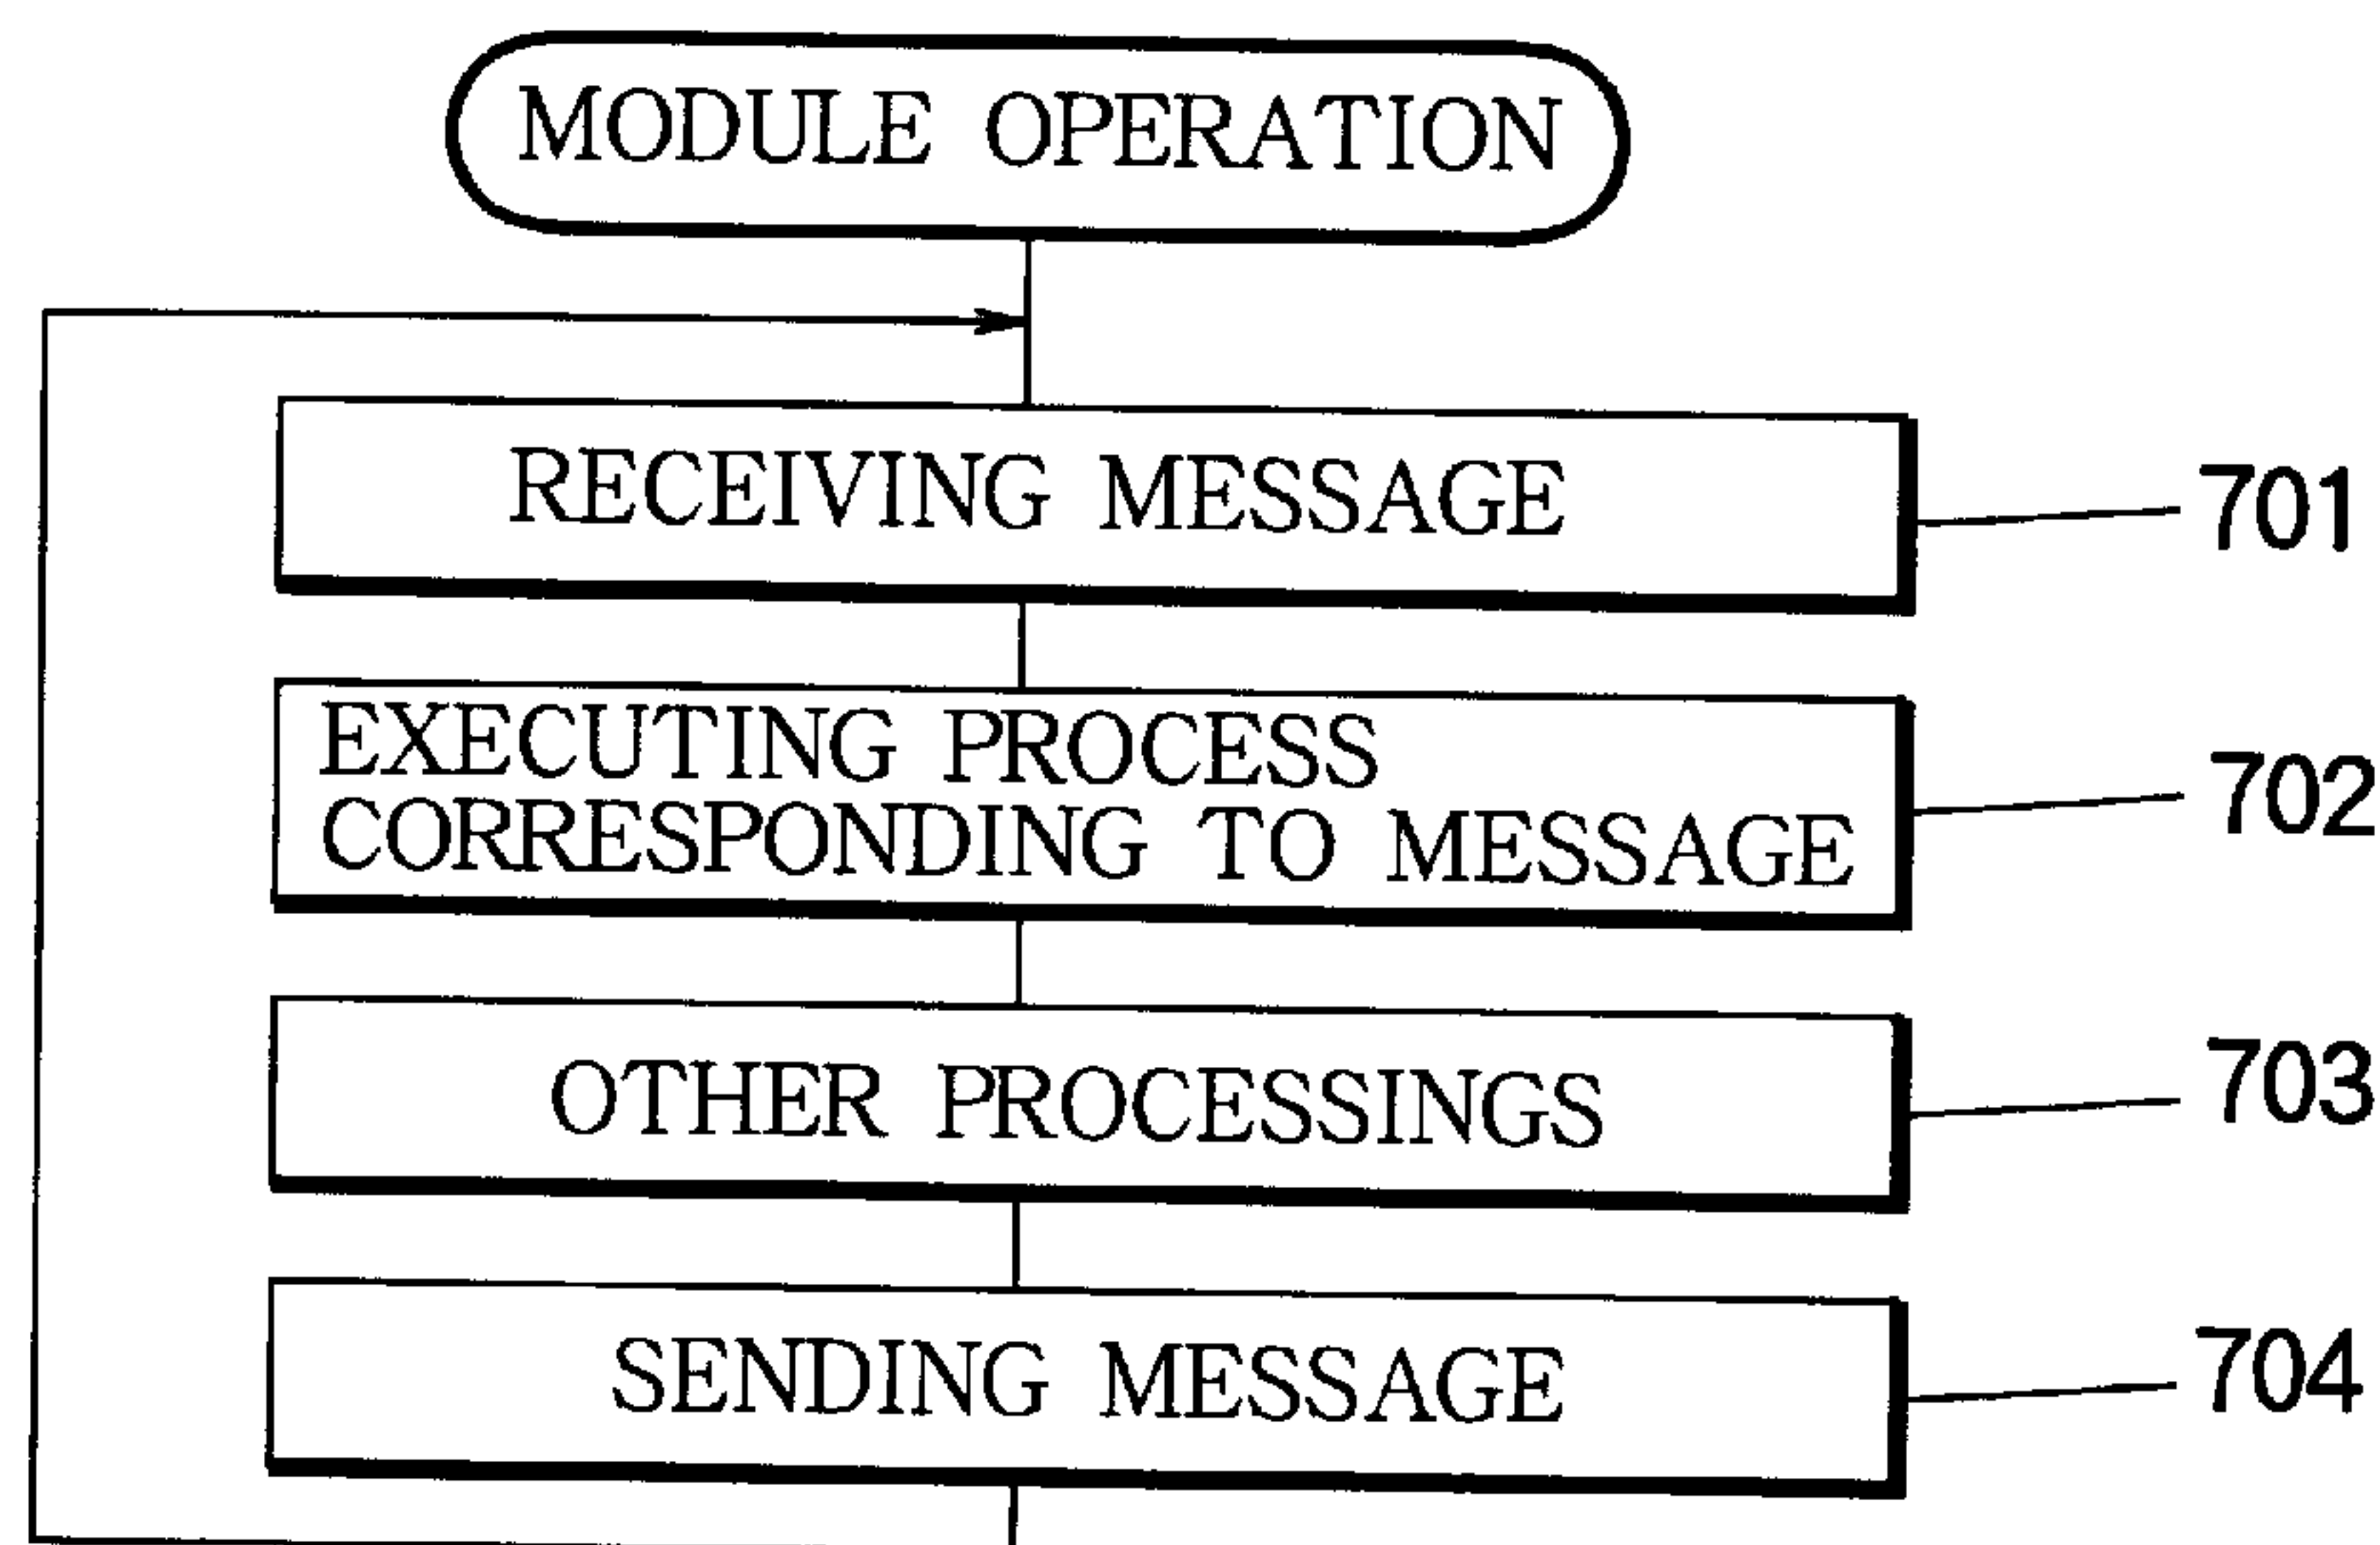 MODULE OPERATION
RECEIVING MESSAGE
701
EXECUTING PROCESS
CORRESPONDING TO MESSAGE
702
OTHER PROCESSINGS
703
SENDING MESSAGE
704